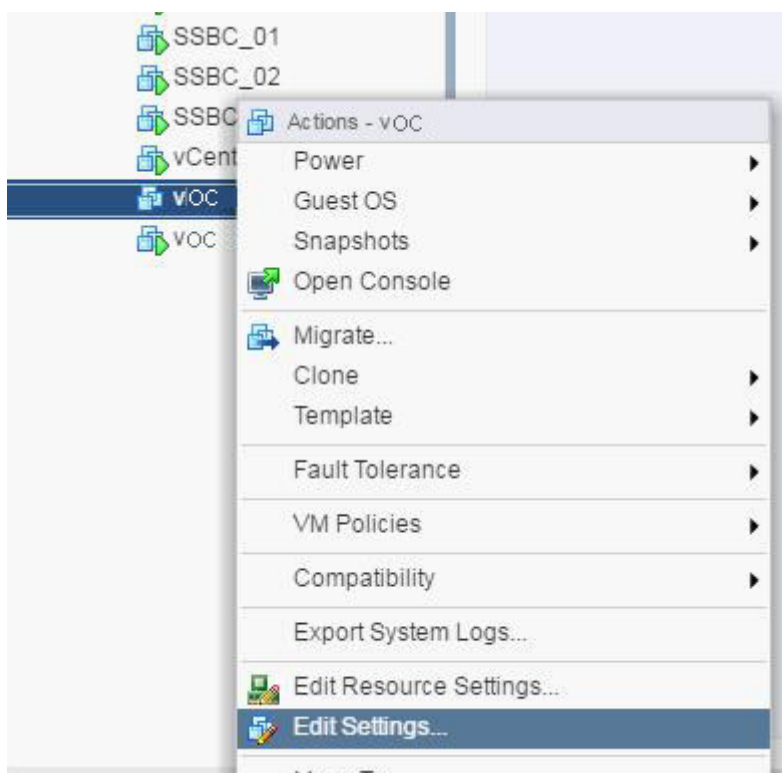 SSBC_01
SSBC_02
SSBC
vCent
vOC
vOC
Actions - vOC
Power
Guest OS
Snapshots
Open Console
Migrate...
Clone
Template
Fault Tolerance
VM Policies
Compatibility
Export System Logs...
Edit Resource Settings...
Edit Settings...